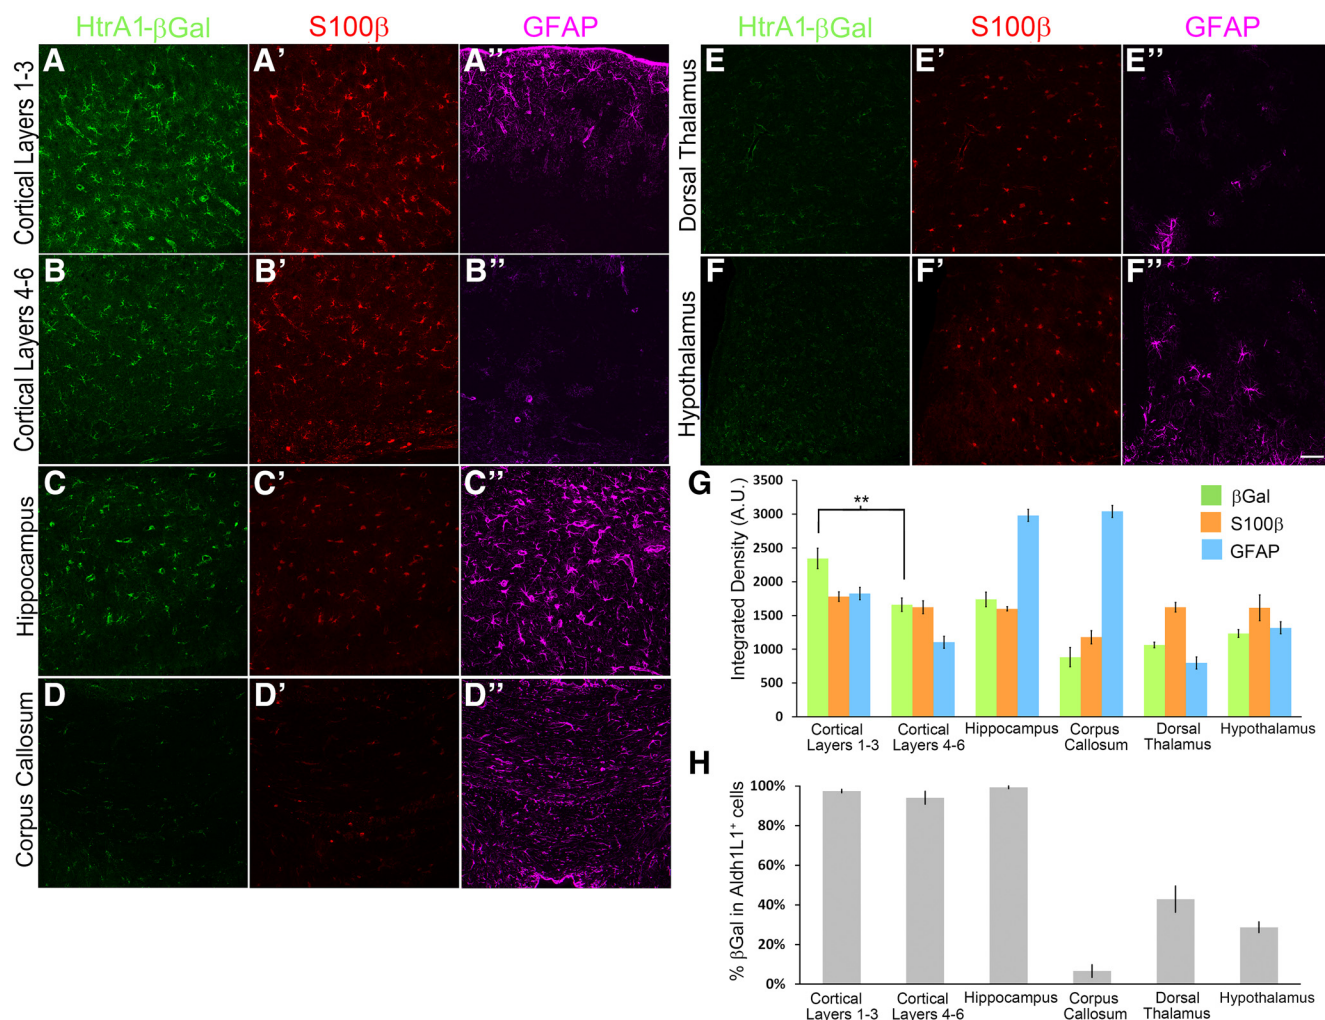 HtrA1-βGal S100β GFAP
HtrA1-βGal S100β GFAP
Cortical Layers 1-3
A A’ A’’
Cortical Layers 4-6
B B’ B’’
Hippocampus
C C’ C’’
Corpus Callosum
D D’ D’’
Dorsal Thalamus
E E’ E’’
Hypothalamus
F F’ F’’
G
Integrated Density (A.U.)
3500
3000
2500
2000
1500
1000
500
0
**
βGal
S100β
GFAP
Cortical Layers 1-3
Cortical Layers 4-6
Hippocampus
Corpus Callosum
Dorsal Thalamus
Hypothalamus
H
% βGal in Aldh1L1⁺ cells
100%
80%
60%
40%
20%
0%
Cortical Layers 1-3
Cortical Layers 4-6
Hippocampus
Corpus Callosum
Dorsal Thalamus
Hypothalamus